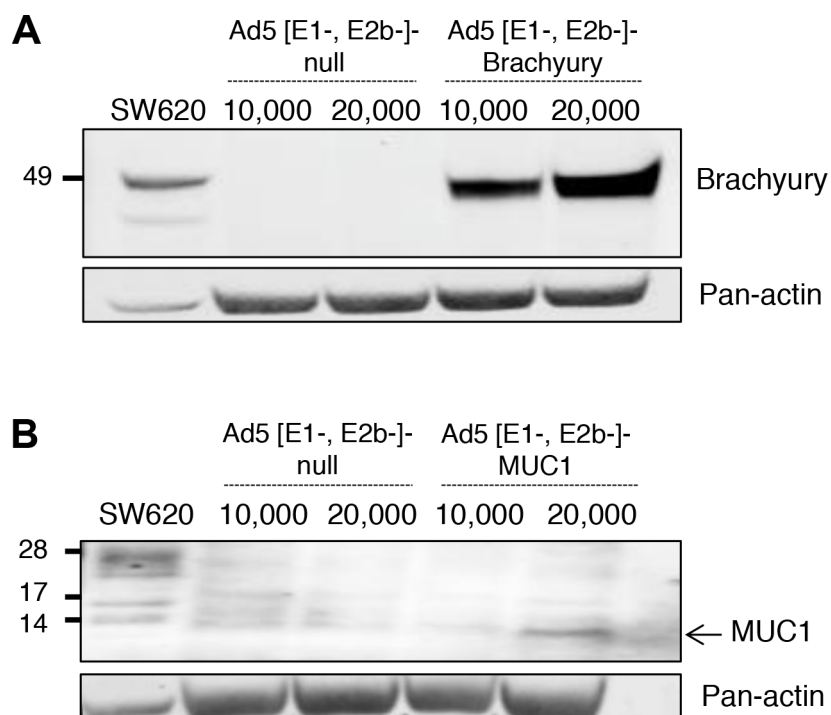 A
Ad5 [E1-, E2b-]- Ad5 [E1-, E2b-]-
null Brachyury
SW620 10,000 20,000 10,000 20,000
49 Brachyury
Pan-actin
B
Ad5 [E1-, E2b-]- Ad5 [E1-, E2b-]-
null MUC1
SW620 10,000 20,000 10,000 20,000
28
17
14 MUC1
Pan-actin